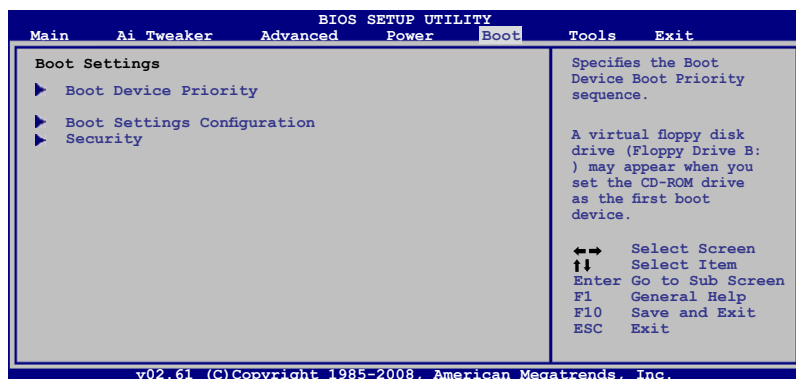 BIOS SETUP UTILITY
Main Ai Tweaker Advanced Power Boot Tools Exit
Boot Settings
Boot Device Priority
Boot Settings Configuration
Security
Specifies the Boot
Device Boot Priority
sequence.
A virtual floppy disk
drive (Floppy Drive B:
) may appear when you
set the CD-ROM drive
as the first boot
device.
←→ Select Screen
↑↓ Select Item
Enter Go to Sub Screen
F1 General Help
F10 Save and Exit
ESC Exit
v02.61 (C)Copyright 1985-2008, American Megatrends, Inc.